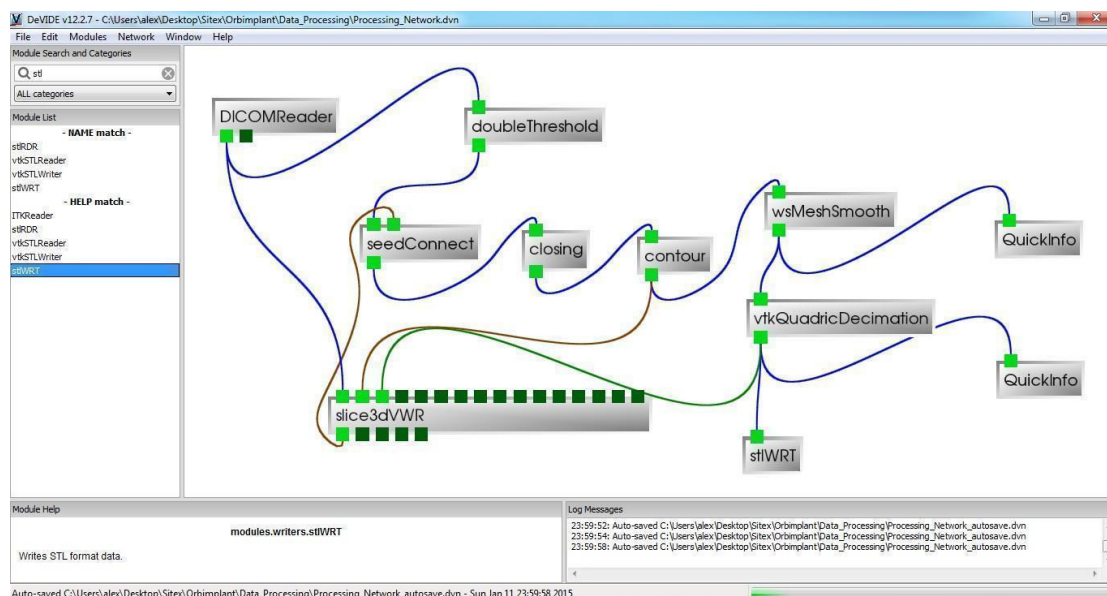 DeVIDE v12.2.7 - C:\Users\alex\Desktop\Sitex\Orbimplant\Data_Processing\Processing_Network.dvn
File Edit Modules Network Window Help
Module Search and Categories
stl
ALL categories
Module List
- NAME match -
stlRDR
vtkSTLReader
vtkSTLWriter
stlWRT
- HELP match -
ITKReader
stlRDR
vtkSTLReader
vtkSTLWriter
stlWRT
DICOMReader
doubleThreshold
seedConnect
closing
contour
wsMeshSmooth
QuickInfo
vtkQuadricDecimation
QuickInfo
slice3dVWR
stlWRT
Module Help
modules.writers.stlWRT
Writes STL format data.
Log Messages
23:59:52: Auto-saved C:\Users\alex\Desktop\Sitex\Orbimplant\Data_Processing\Processing_Network_autosave.dvn
23:59:54: Auto-saved C:\Users\alex\Desktop\Sitex\Orbimplant\Data_Processing\Processing_Network_autosave.dvn
23:59:58: Auto-saved C:\Users\alex\Desktop\Sitex\Orbimplant\Data_Processing\Processing_Network_autosave.dvn
Auto-saved C:\Users\alex\Desktop\Sitex\Orbimplant\Data_Processing\Processing_Network_autosave.dvn - Sun Jan 11 23:59:58 2015